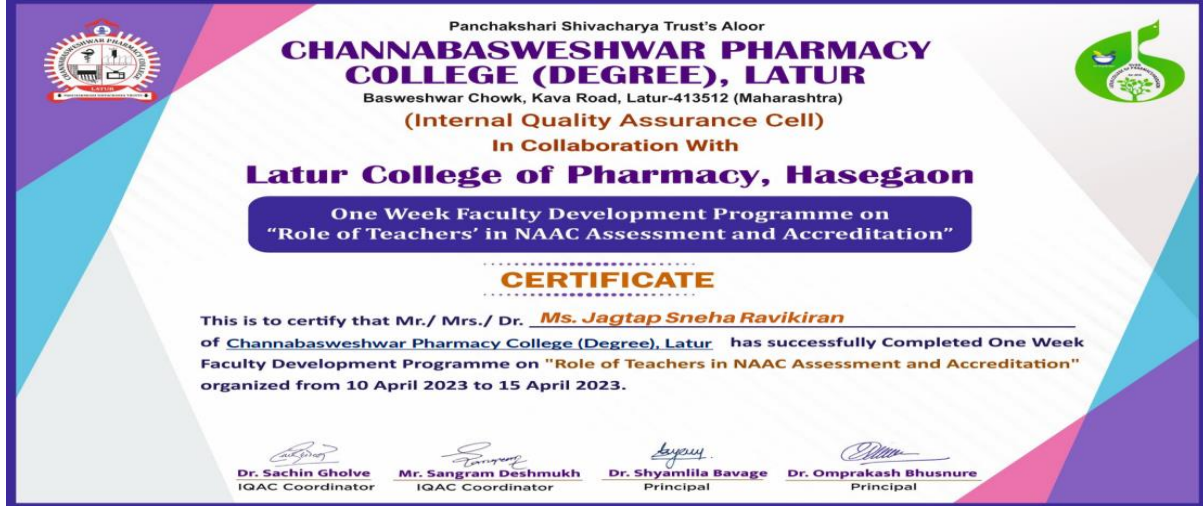 Panchakshari Shivacharya Trust's Aloor
CHANNABASWESHWAR PHARMACY
COLLEGE (DEGREE), LATUR
Basweshwar Chowk, Kava Road, Latur-413512 (Maharashtra)
(Internal Quality Assurance Cell)
In Collaboration With
Latur College of Pharmacy, Hasegaon
One Week Faculty Development Programme on
“Role of Teachers’ in NAAC Assessment and Accreditation”
CERTIFICATE
This is to certify that Mr./ Mrs./ Dr. Ms. Jagtap Sneha Ravikiran
of Channabasweshwar Pharmacy College (Degree), Latur has successfully Completed One Week
Faculty Development Programme on "Role of Teachers in NAAC Assessment and Accreditation"
organized from 10 April 2023 to 15 April 2023.
Dr. Sachin Gholve
IQAC Coordinator
Mr. Sangram Deshmukh
IQAC Coordinator
Dr. Shyamlila Bavage
Principal
Dr. Omprakash Bhusnure
Principal
CHANNABASWESHWAR PHARMACY COLLEGE
LATUR